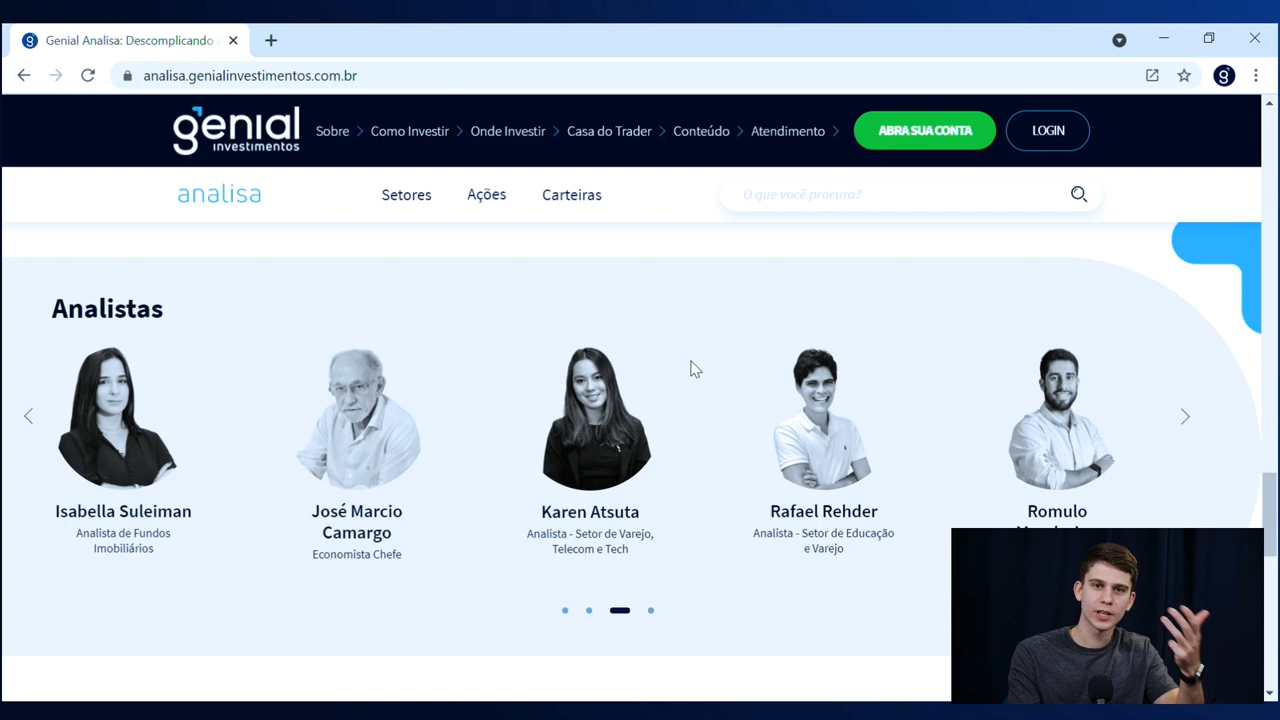 Genial Analisa: Descomplicando
analisa.genialinvestimentos.com.br
genial
investimentos
Sobre
Como Investir
Onde Investir
Casa do Trader
Conteúdo
Atendimento
ABRA SUA CONTA
LOGIN
analisa
Setores
Ações
Carteiras
O que você procura?
Analistas
Isabella Suleiman
Analista de Fundos
Imobiliários
José Marcio
Camargo
Economista Chefe
Karen Atsuta
Analista - Setor de Varejo,
Telecom e Tech
Rafael Rehder
Analista - Setor de Educação
e Varejo
Romulo